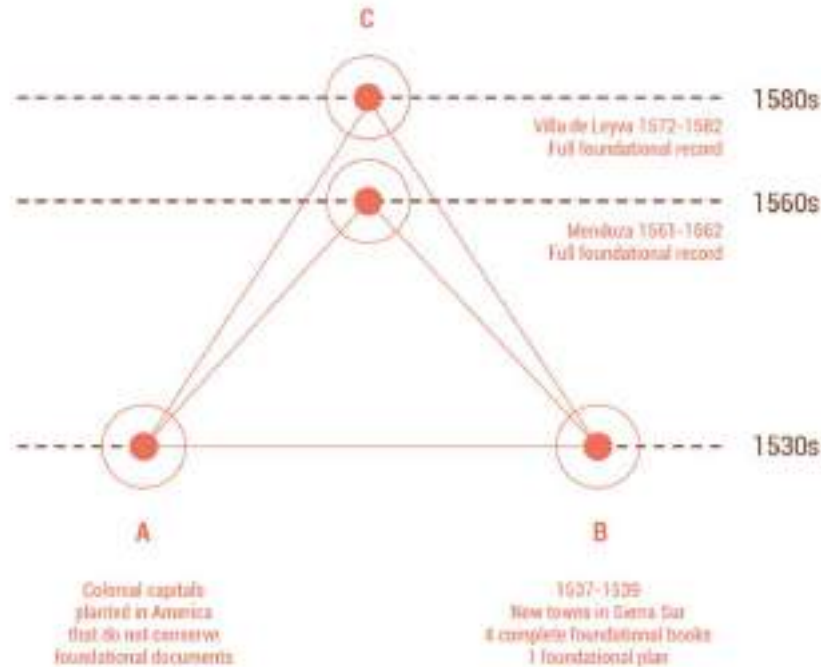 C
1580s
Villa de Leyva 1572-1582
Full foundational record
1560s
Mendoza 1561-1562
Full foundational record
1530s
A
B
Colonial capitals
planted in America
that do not conserve
foundational documents
1537-1539
New towns in Sierra Sur
4 complete foundational books
1 foundational plan